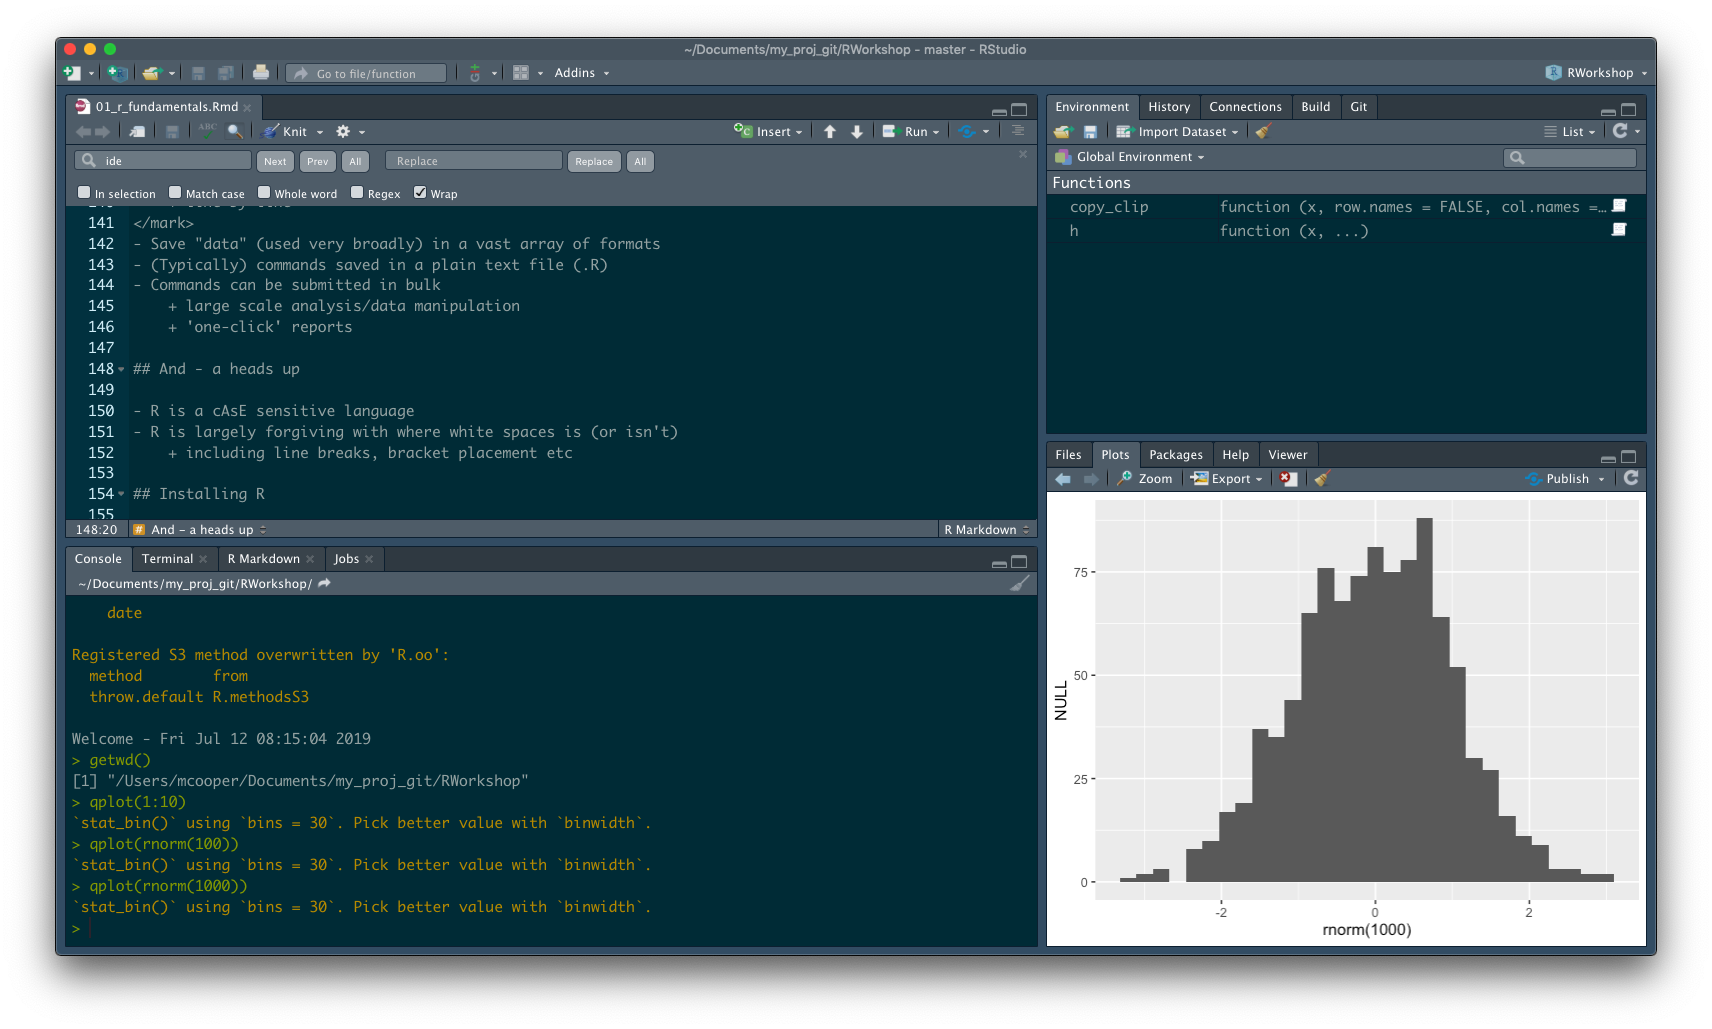 ~/Documents/my_proj_git/RWorkshop - master - RStudio
Go to file/function
Addins
RWorkshop
01_r_fundamentals.Rmd
ABC
Knit
Insert
Run
ide
Next
Prev
All
Replace
Replace
All
In selection
Match case
Whole word
Regex
Wrap
141 </mark>
142 - Save "data" (used very broadly) in a vast array of formats
143 - (Typically) commands saved in a plain text file (.R)
144 - Commands can be submitted in bulk
145 + large scale analysis/data manipulation
146 + 'one-click' reports
147
148 ## And - a heads up
149
150 - R is a cAsE sensitive language
151 - R is largely forgiving with where white spaces is (or isn't)
152 + including line breaks, bracket placement etc
153
154 ## Installing R
155
148:20
# And - a heads up
R Markdown
Console
Terminal
R Markdown
Jobs
~/Documents/my_proj_git/RWorkshop/
date
Registered S3 method overwritten by 'R.oo':
method from
throw.default R.methodsS3
Welcome - Fri Jul 12 08:15:04 2019
> getwd()
[1] "/Users/mcooper/Documents/my_proj_git/RWorkshop"
> qplot(1:10)
`stat_bin()` using `bins = 30`. Pick better value with `binwidth`.
> qplot(rnorm(100))
`stat_bin()` using `bins = 30`. Pick better value with `binwidth`.
> qplot(rnorm(1000))
`stat_bin()` using `bins = 30`. Pick better value with `binwidth`.
>
Environment
History
Connections
Build
Git
Import Dataset
List
Global Environment
Functions
copy_clip function (x, row.names = FALSE, col.names =…
h function (x, ...)
Files
Plots
Packages
Help
Viewer
Zoom
Export
Publish
75
50
25
0
NULL
-2
0
2
rnorm(1000)